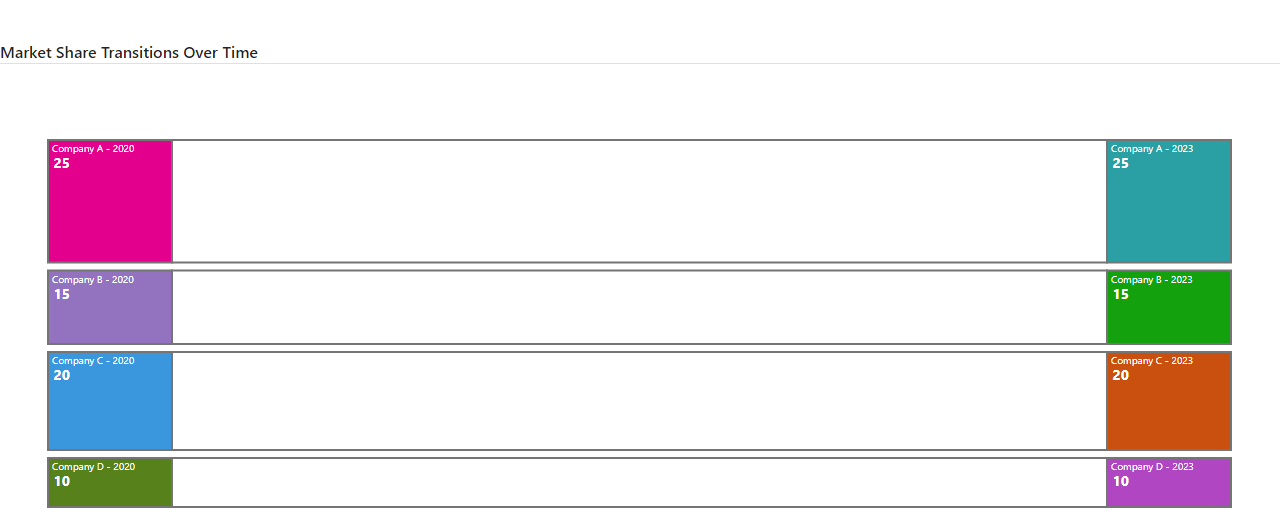 Market Share Transitions Over Time
Company A - 2020
25
Company A - 2023
25
Company B - 2020
15
Company B - 2023
15
Company C - 2020
20
Company C - 2023
20
Company D - 2020
10
Company D - 2023
10